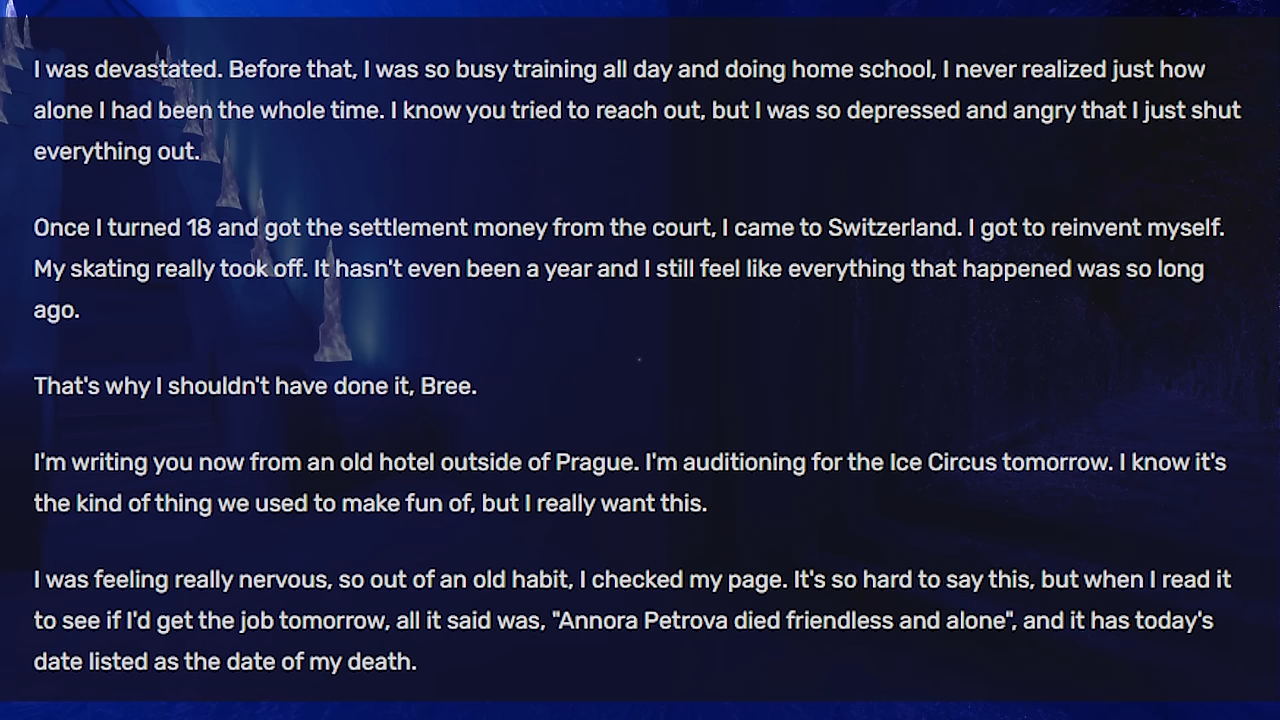 I was devastated. Before that, I was so busy training all day and doing home school, I never realized just how
alone I had been the whole time. I know you tried to reach out, but I was so depressed and angry that I just shut
everything out.
Once I turned 18 and got the settlement money from the court, I came to Switzerland. I got to reinvent myself.
My skating really took off. It hasn't even been a year and I still feel like everything that happened was so long
ago.
That's why I shouldn't have done it, Bree.
I'm writing you now from an old hotel outside of Prague. I'm auditioning for the Ice Circus tomorrow. I know it's
the kind of thing we used to make fun of, but I really want this.
I was feeling really nervous, so out of an old habit, I checked my page. It's so hard to say this, but when I read it
to see if I'd get the job tomorrow, all it said was, "Annora Petrova died friendless and alone", and it has today's
date listed as the date of my death.